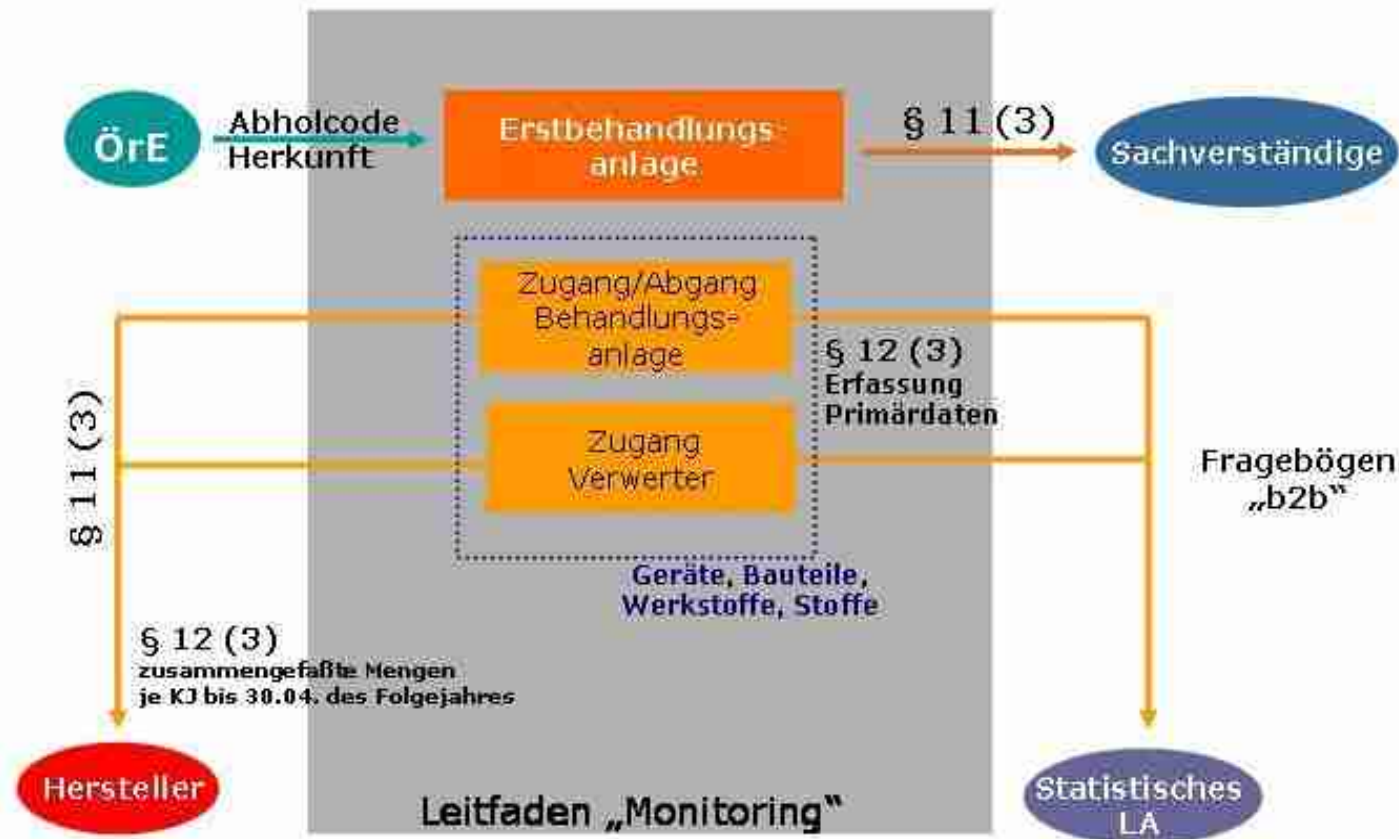 ÖrE
Abholcode
Herkunft
Erstbehandlungs-
anlage
§ 11 (3)
Sachverständige
Zugang/Abgang
Behandlungs-
anlage
§ 12 (3)
Erfassung
Primärdaten
Zugang
Verwerter
§ 11 (3)
Fragebögen
„b2b“
Geräte, Bauteile,
Werkstoffe, Stoffe
§ 12 (3)
zusammengefaßte Mengen
je KJ bis 30.04. des Folgejahres
Hersteller
Leitfaden „Monitoring“
Statistisches
LA